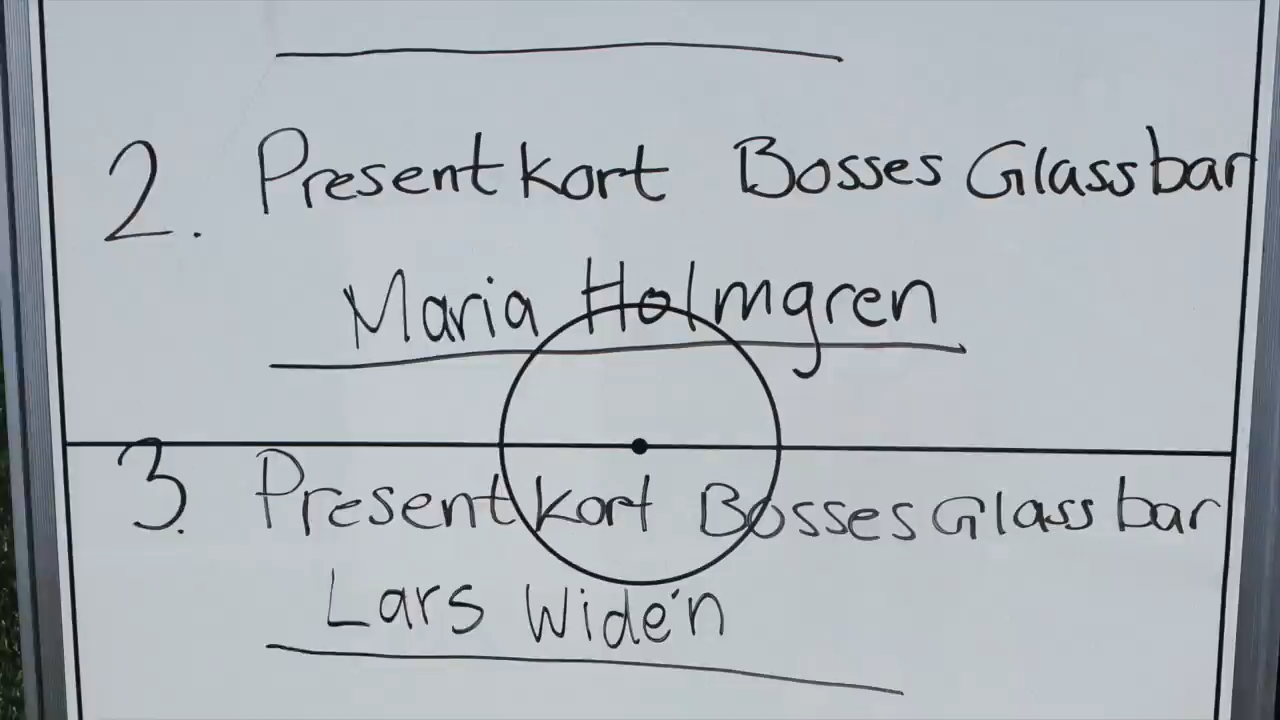 2. Presentkort Bosses Glassbar
Maria Holmgren
3. Presentkort Bosses Glassbar
Lars Widén